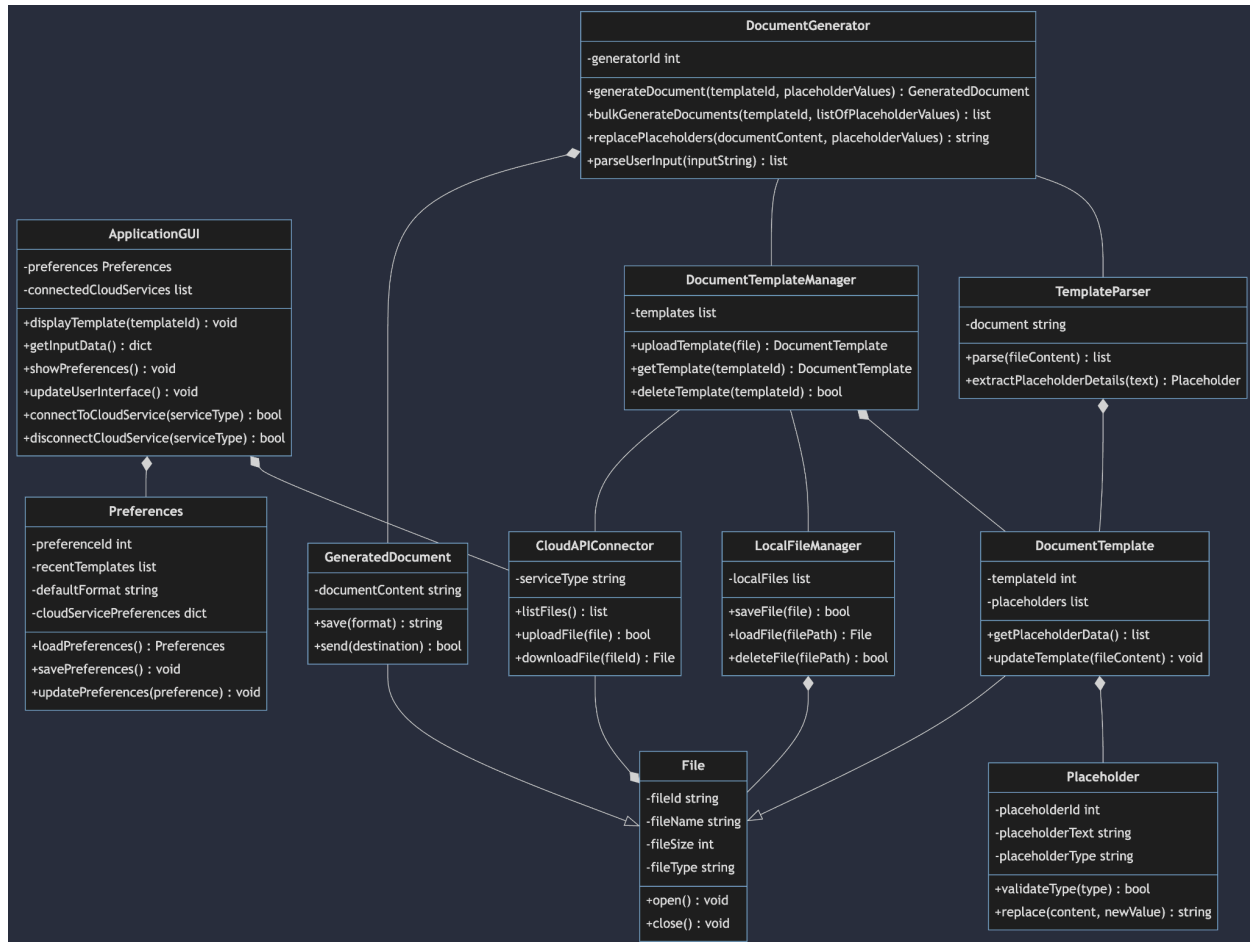 DocumentGenerator
-generatorId int
+generateDocument(templateId, placeholderValues) : GeneratedDocument
+bulkGenerateDocuments(templateId, listOfPlaceholderValues) : list
+replacePlaceholders(documentContent, placeholderValues) : string
+parseUserInput(inputString) : list
ApplicationGUI
-preferences Preferences
-connectedCloudServices list
+displayTemplate(templateId) : void
+getInputData() : dict
+showPreferences() : void
+updateUserInterface() : void
+connectToCloudService(serviceType) : bool
+disconnectCloudService(serviceType) : bool
DocumentTemplateManager
-templates list
+uploadTemplate(file) : DocumentTemplate
+getTemplate(templateId) : DocumentTemplate
+deleteTemplate(templateId) : bool
TemplateParser
-document string
+parse(fileContent) : list
+extractPlaceholderDetails(text) : Placeholder
Preferences
-preferenceId int
-recentTemplates list
-defaultFormat string
-cloudServicePreferences dict
+loadPreferences() : Preferences
+savePreferences() : void
+updatePreferences(preference) : void
GeneratedDocument
-documentContent string
+save(format) : string
+send(destination) : bool
CloudAPIConnector
-serviceType string
+listFiles() : list
+uploadFile(file) : bool
+downloadFile(fileId) : File
LocalFileManager
-localFiles list
+saveFile(file) : bool
+loadFile(filePath) : File
+deleteFile(filePath) : bool
DocumentTemplate
-templateId int
-placeholders list
+getPlaceholderData() : list
+updateTemplate(fileContent) : void
File
-fileId string
-fileName string
-fileSize int
-fileType string
+open() : void
+close() : void
Placeholder
-placeholderId int
-placeholderText string
-placeholderType string
+validateType(type) : bool
+replace(content, newValue) : string